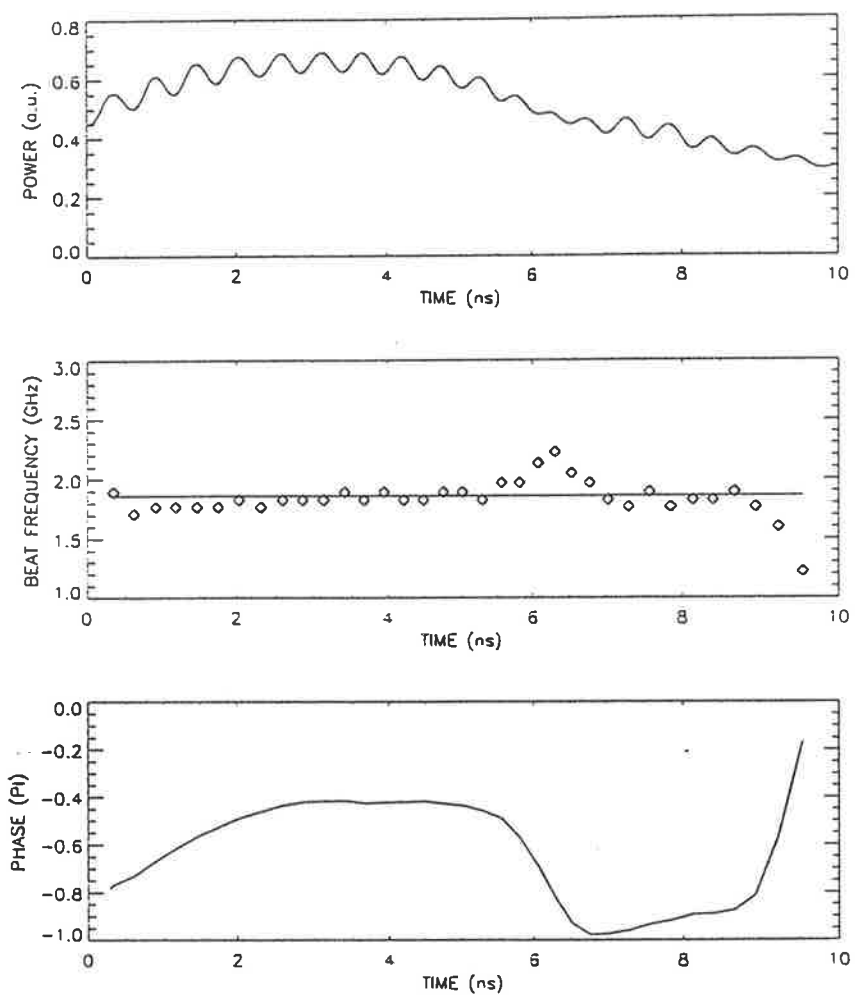 0.8
0.6
0.4
0.2
0.0
POWER (a.u.)
0 2 4 6 8 10
TIME (ns)
3.0
2.5
2.0
1.5
1.0
BEAT FREQUENCY (GHz)
0 2 4 6 8 10
TIME (ns)
0.0
-0.2
-0.4
-0.6
-0.8
-1.0
PHASE (PI)
0 2 4 6 8 10
TIME (ns)